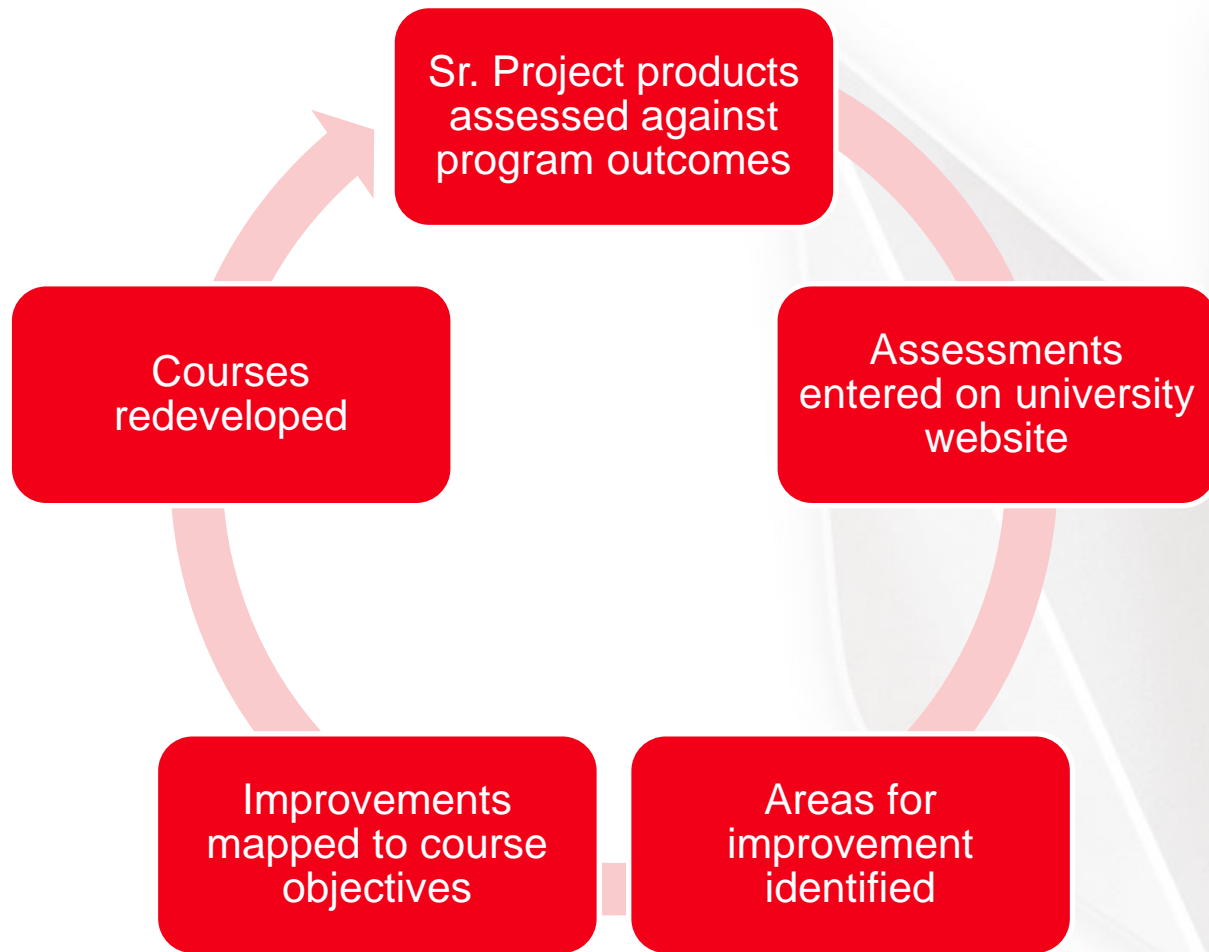 Sr. Project products
assessed against
program outcomes
Assessments
entered on university
website
Areas for
improvement
identified
Improvements
mapped to course
objectives
Courses
redeveloped